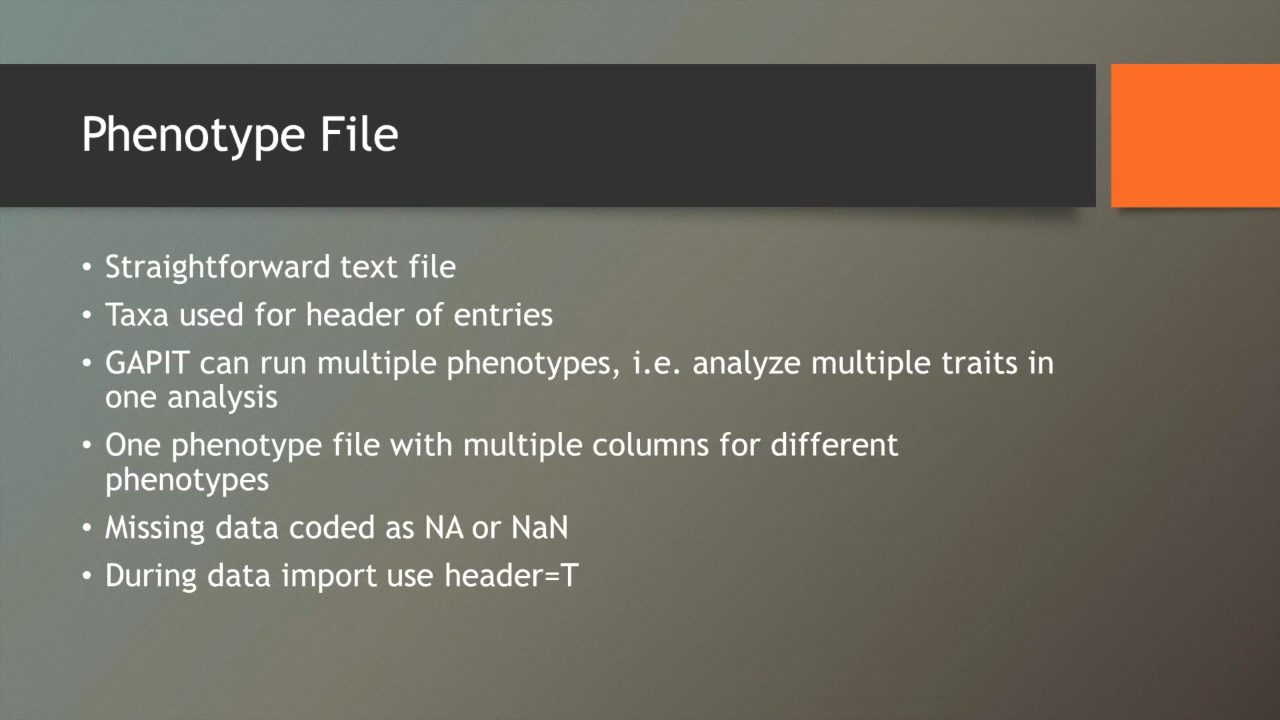 Phenotype File
• Straightforward text file
• Taxa used for header of entries
• GAPIT can run multiple phenotypes, i.e. analyze multiple traits in
one analysis
• One phenotype file with multiple columns for different
phenotypes
• Missing data coded as NA or NaN
• During data import use header=T